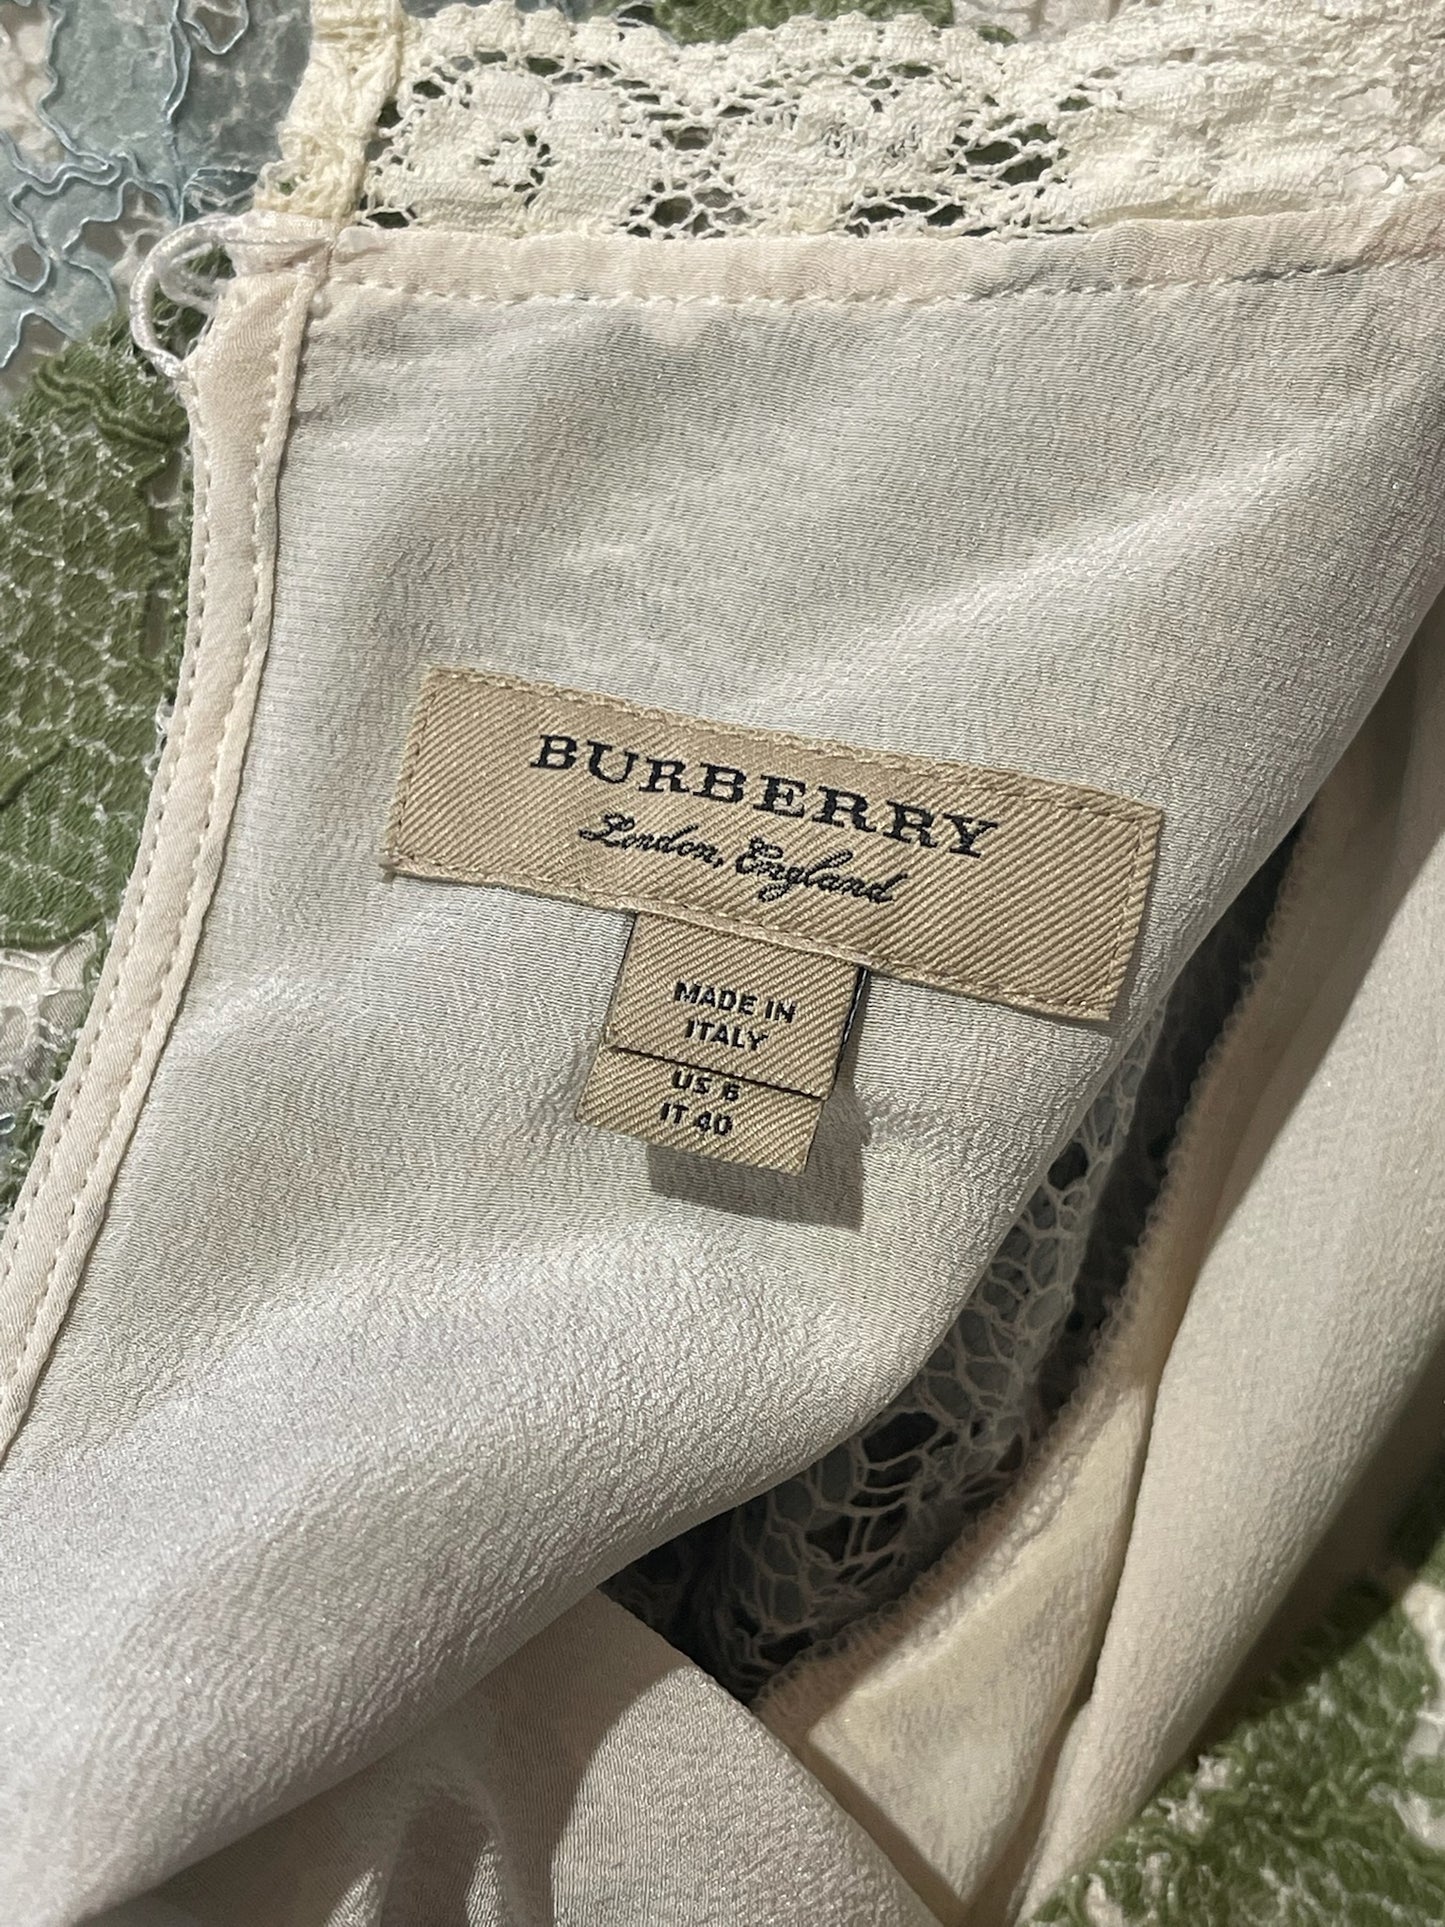 BURBERRY
London, England
MADE IN
ITALY
US 6
IT 40